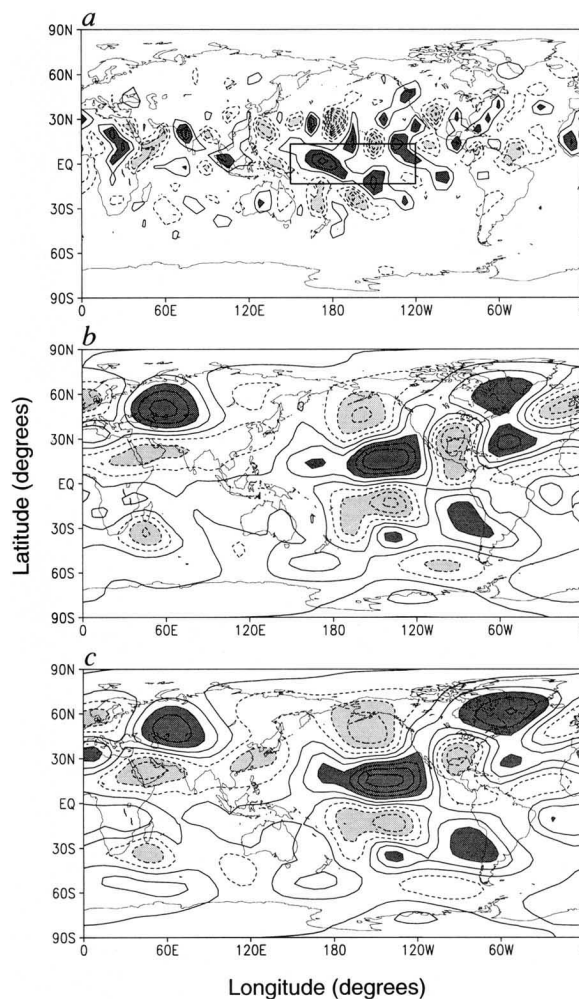 a
90N
60N
30N
EQ
30S
60S
90S
0 60E 120E 180 120W 60W
b
90N
60N
30N
EQ
30S
60S
90S
0 60E 120E 180 120W 60W
c
90N
60N
30N
EQ
30S
60S
90S
0 60E 120E 180 120W 60W
Latitude (degrees)
Longitude (degrees)